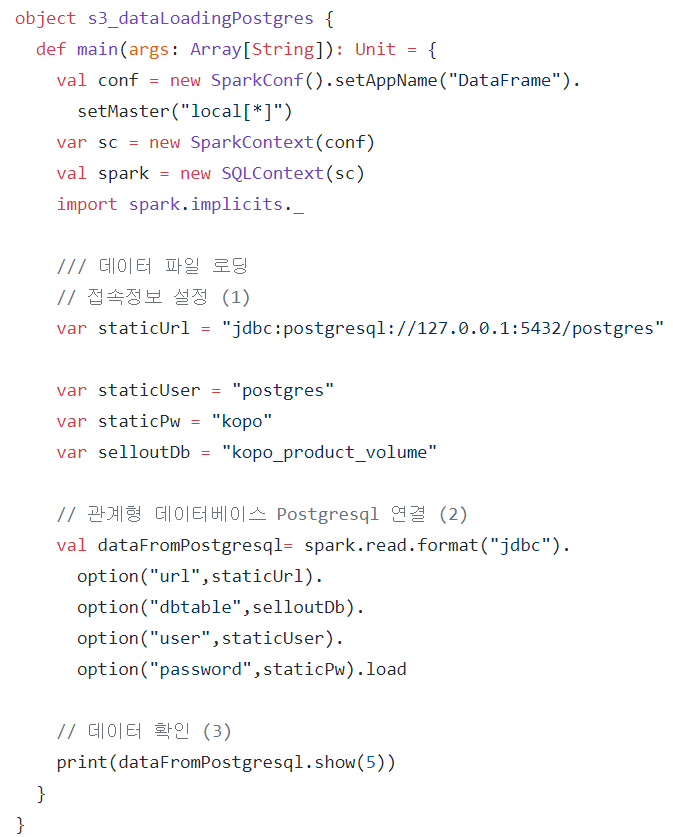 object s3_dataLoadingPostgres {
def main(args: Array[String]): Unit = {
val conf = new SparkConf().setAppName("DataFrame").
setMaster("local[*]")
var sc = new SparkContext(conf)
val spark = new SQLContext(sc)
import spark.implicits._
/// 데이터 파일 로딩
// 접속정보 설정 (1)
var staticUrl = "jdbc:postgresql://127.0.0.1:5432/postgres"
var staticUser = "postgres"
var staticPw = "kopo"
var selloutDb = "kopo_product_volume"
// 관계형 데이터베이스 Postgresql 연결 (2)
val dataFromPostgresql= spark.read.format("jdbc").
option("url",staticUrl).
option("dbtable",selloutDb).
option("user",staticUser).
option("password",staticPw).load
// 데이터 확인 (3)
print(dataFromPostgresql.show(5))
}
}